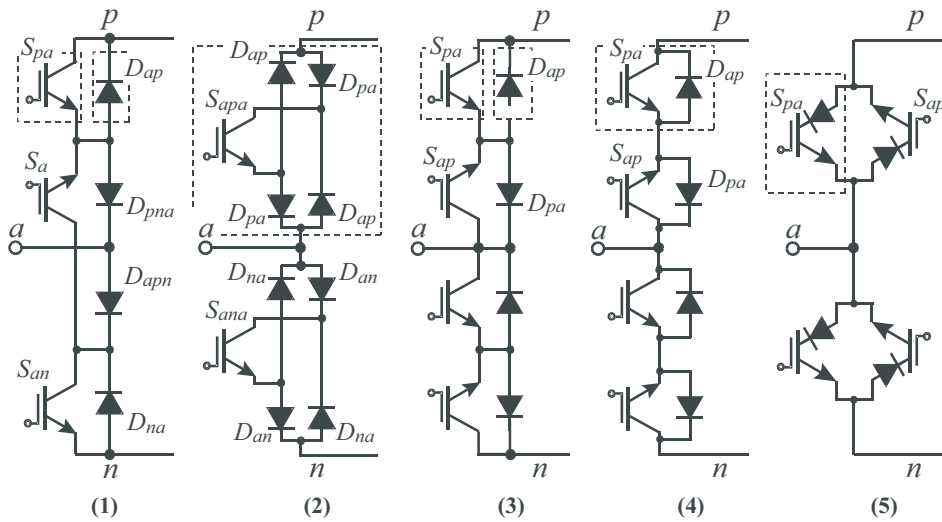 p
S_pa
D_ap
S_a
D_pna
a
D_apn
S_an
D_na
n
(1)
p
D_ap
D_pa
S_apa
D_pa
D_ap
a
D_na
D_an
S_ana
D_an
D_na
n
(2)
p
S_pa
D_ap
S_ap
D_pa
a
n
(3)
p
S_pa
D_ap
S_ap
D_pa
a
n
(4)
p
S_pa
S_ap
a
n
(5)